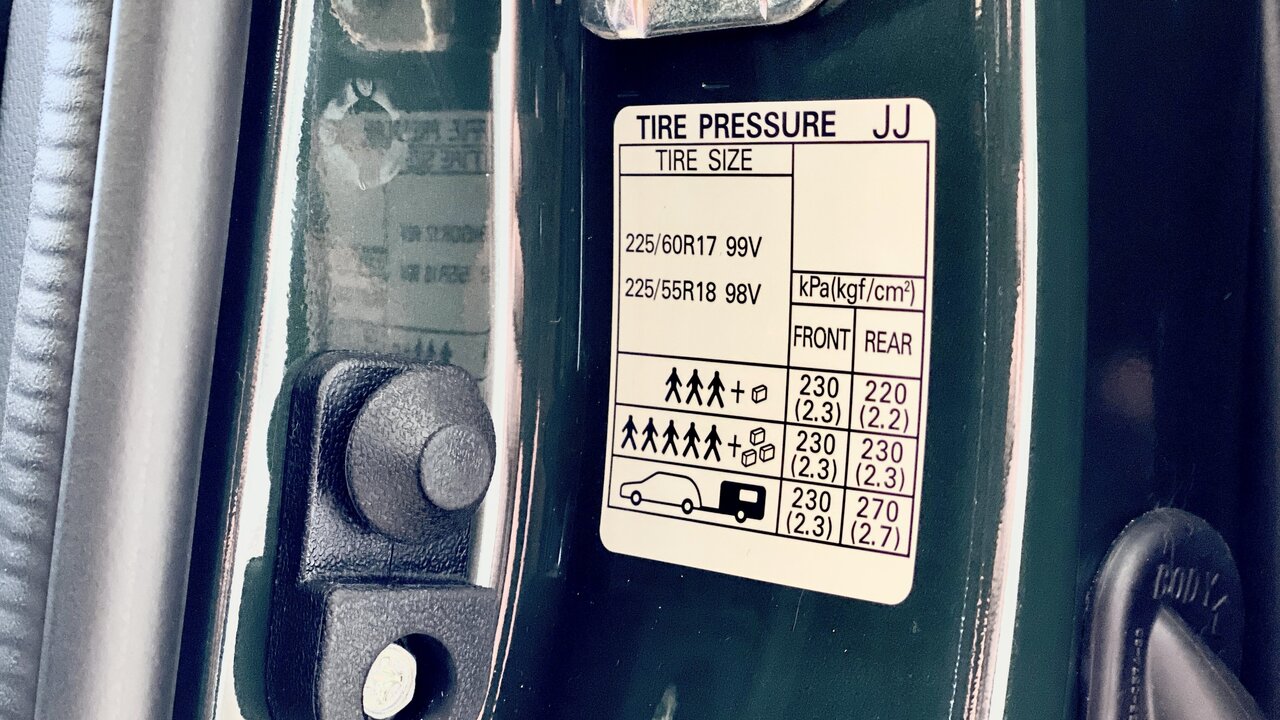 TIRE PRESSURE JJ
TIRE SIZE
225/60R17 99V
225/55R18 98V
kPa(kgf/cm²)
FRONT REAR
+ 230 (2.3) 220 (2.2)
+ 230 (2.3) 230 (2.3)
230 (2.3) 270 (2.7)
BODY